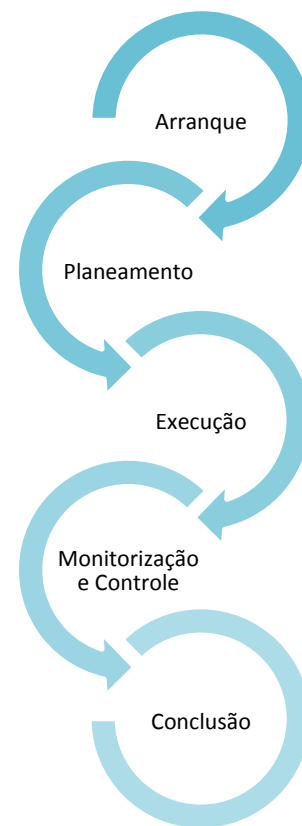 Arranque
Planeamento
Execução
Monitorização
e Controle
Conclusão